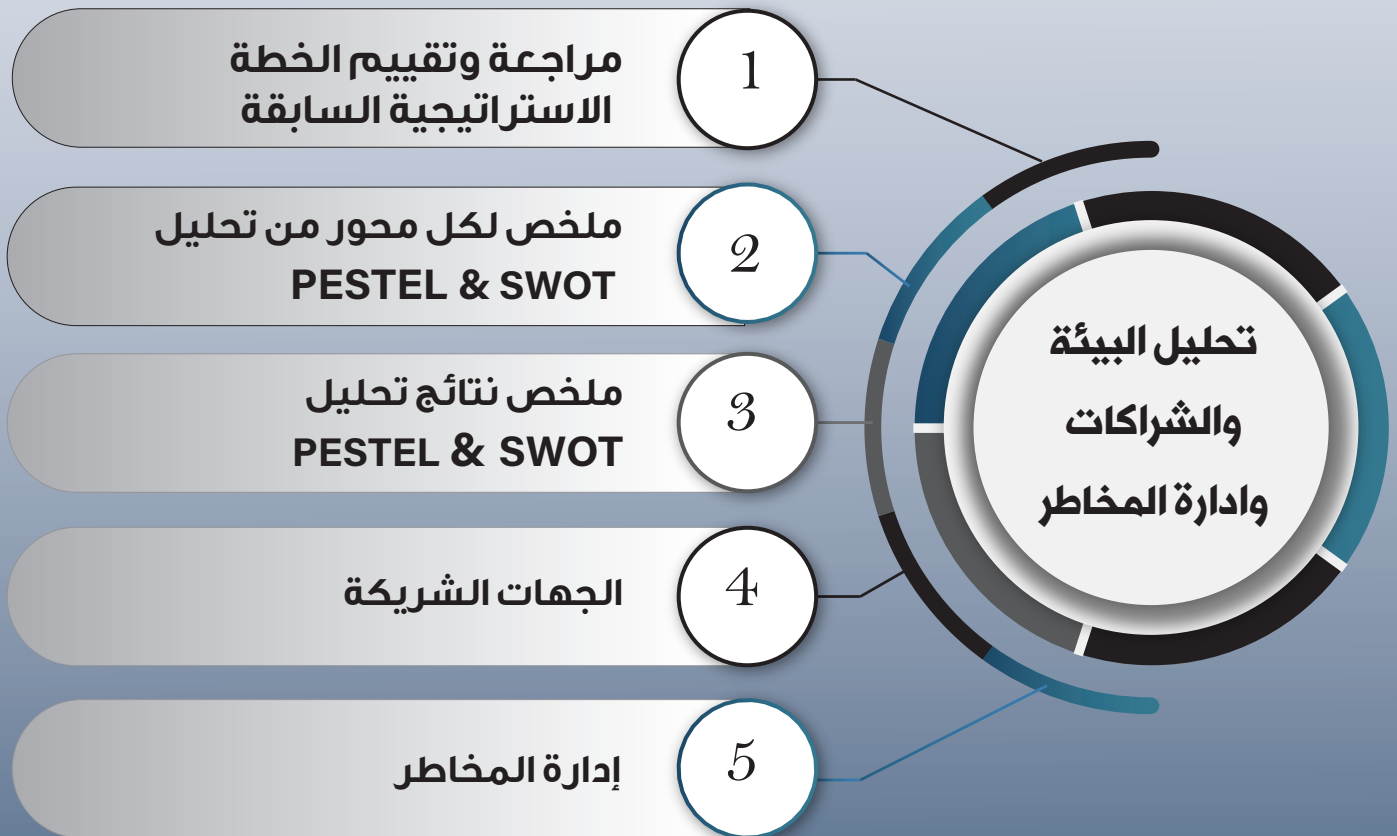 تحليل البيئة
والشراكات
وادارة المخاطر
1
مراجعة وتقييم الخطة
الاستراتيجية السابقة
2
ملخص لكل محور من تحليل
PESTEL & SWOT
3
ملخص نتائج تحليل
PESTEL & SWOT
4
الجهات الشريكة
5
إدارة المخاطر